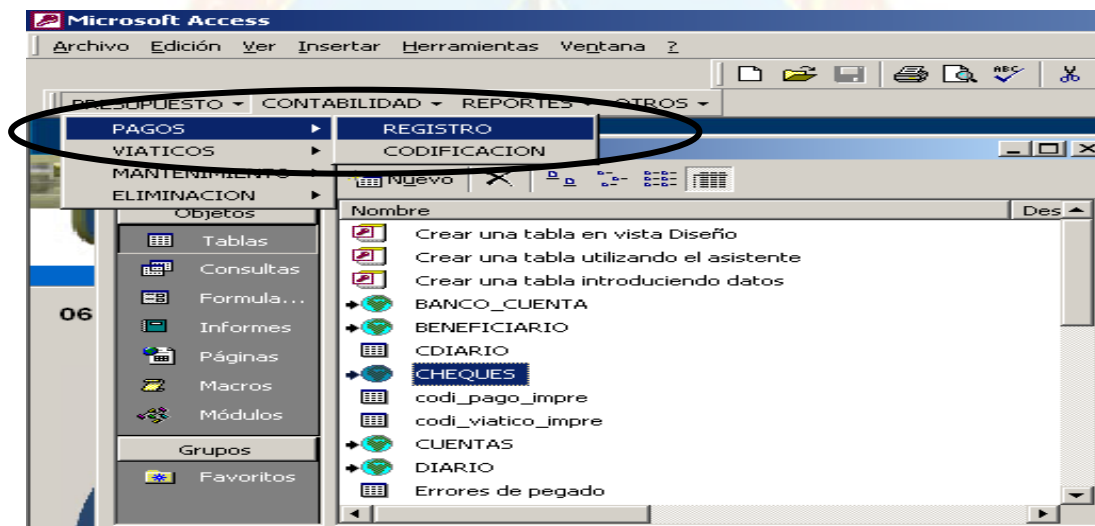 Microsoft Access
Archivo Edición Ver Insertar Herramientas Ventana ?
ABC
PRESUPUESTO CONTABILIDAD REPORTES OTROS
PAGOS
REGISTRO
VIATICOS
CODIFICACION
MANTENIMIENTO
Nuevo
ELIMINACION
Objetos
Nombre
Des
Tablas
Crear una tabla en vista Diseño
Consultas
Crear una tabla utilizando el asistente
Crear una tabla introduciendo datos
Formula...
BANCO_CUENTA
06
Informes
BENEFICIARIO
Páginas
CDIARIO
Macros
CHEQUES
codi_pago_impre
Módulos
codi_viatico_impre
Grupos
CUENTAS
Favoritos
DIARIO
Errores de pegado